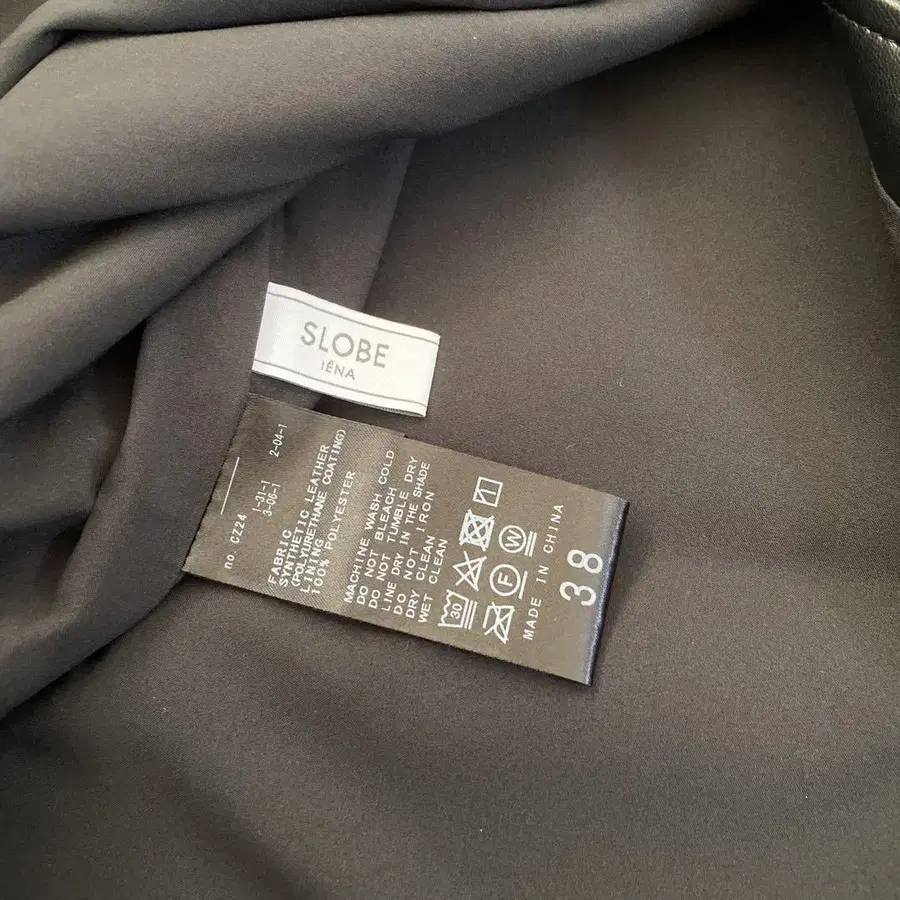 SLOBE
IÉNA
no. CZ24
1-31-1
2-04-1
3-06-1
FABRIC
SYNTHETIC LEATHER
(POLYURETHANE COATING)
LINING
100% POLYESTER
MACHINE WASH COLD
DO NOT BLEACH
DO NOT TUMBLE DRY
LINE DRY IN THE SHADE
DO NOT IRON
DRY CLEAN
WET CLEAN
30
F
W
MADE IN CHINA
38